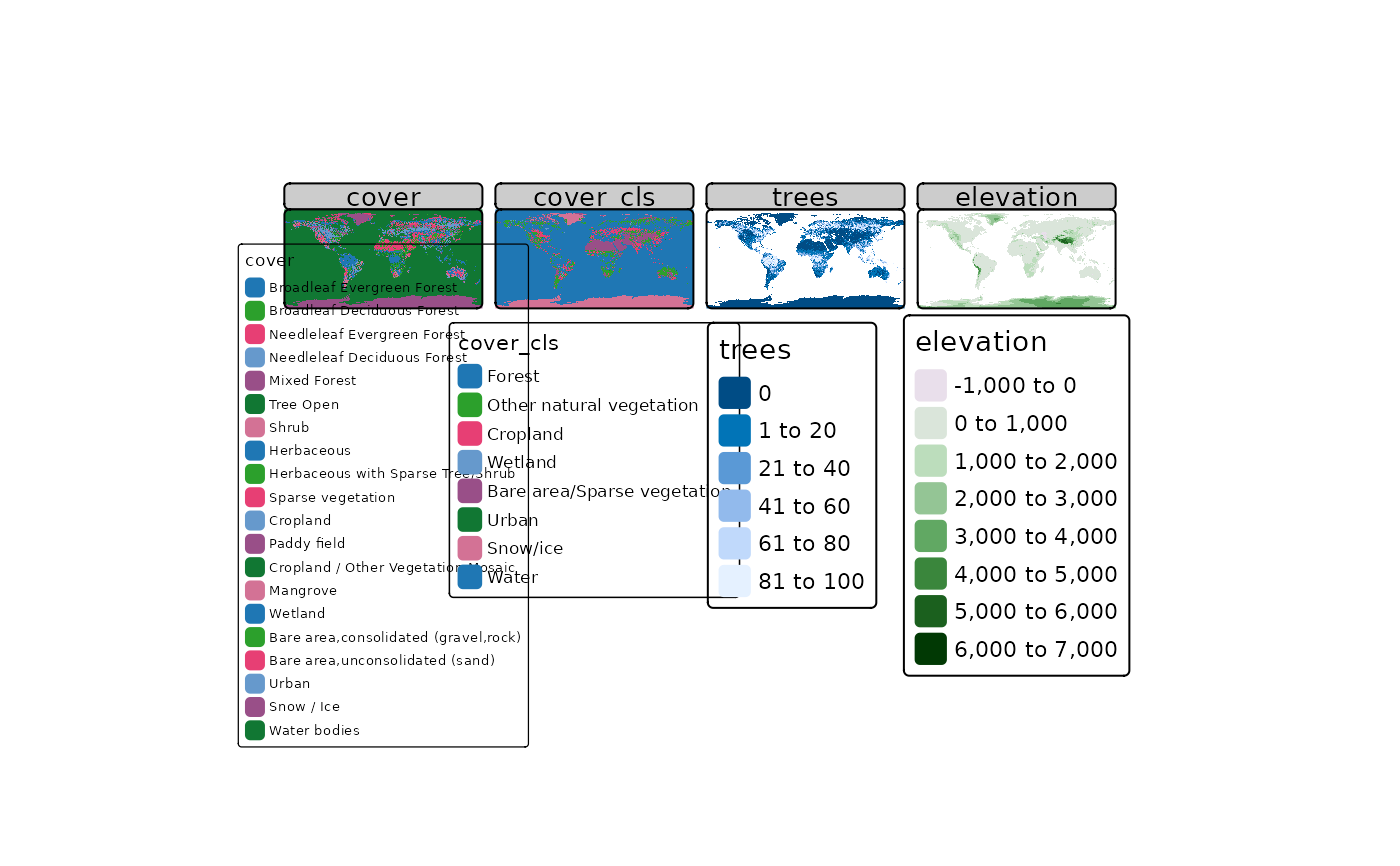 cover
cover_cls
trees
elevation
cover
Broadleaf Evergreen Forest
Broadleaf Deciduous Forest
Needleleaf Evergreen Forest
Needleleaf Deciduous Forest
Mixed Forest
Tree Open
Shrub
Herbaceous
Herbaceous with Sparse Tree/Shrub
Sparse vegetation
Cropland
Paddy field
Cropland / Other Vegetation Mosaic
Mangrove
Wetland
Bare area,consolidated (gravel,rock)
Bare area,unconsolidated (sand)
Urban
Snow / Ice
Water bodies
cover_cls
Forest
Other natural vegetation
Cropland
Wetland
Bare area/Sparse vegetation
Urban
Snow/ice
Water
trees
0
1 to 20
21 to 40
41 to 60
61 to 80
81 to 100
elevation
-1,000 to 0
0 to 1,000
1,000 to 2,000
2,000 to 3,000
3,000 to 4,000
4,000 to 5,000
5,000 to 6,000
6,000 to 7,000